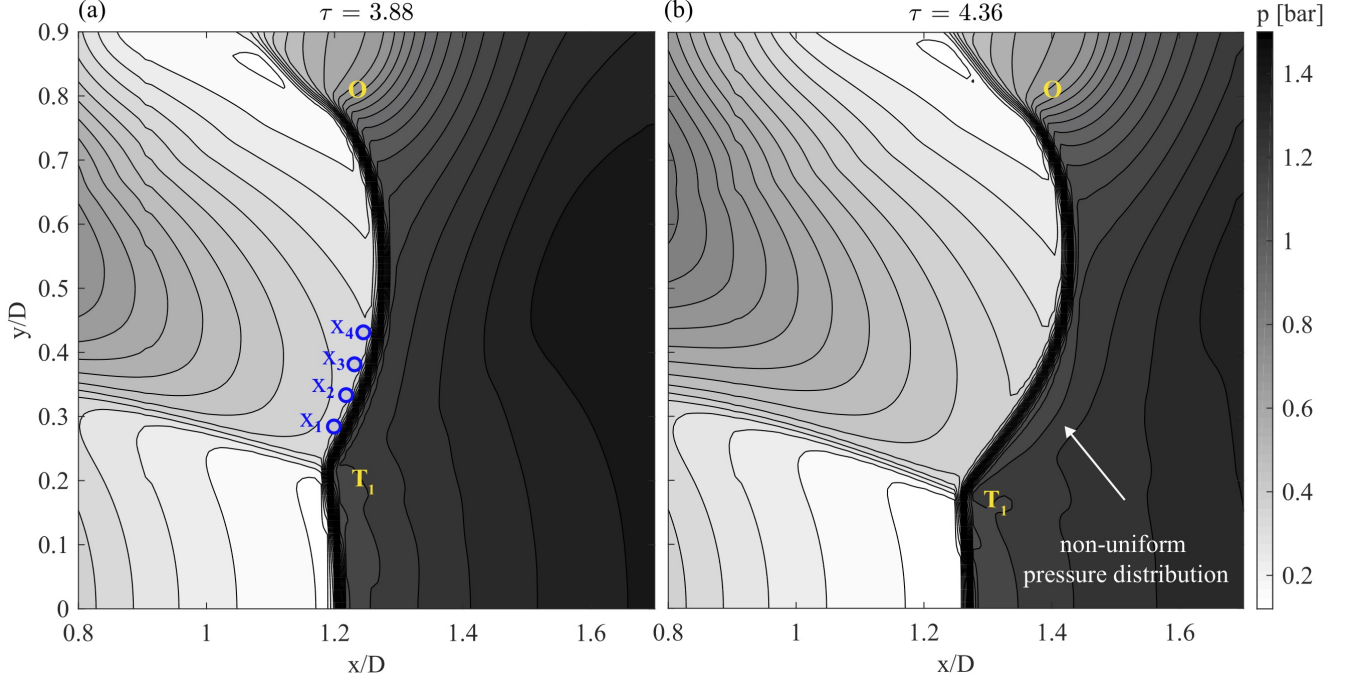 (a)
τ = 3.88
(b)
τ = 4.36
p [bar]
0.9
0.8
0.7
0.6
0.5
0.4
0.3
0.2
0.1
0
y/D
O
X4
X3
X2
X1
T1
0.8
1
1.2
1.4
1.6
x/D
O
T1
non-uniform
pressure distribution
0.8
1
1.2
1.4
1.6
x/D
1.4
1.2
1
0.8
0.6
0.4
0.2